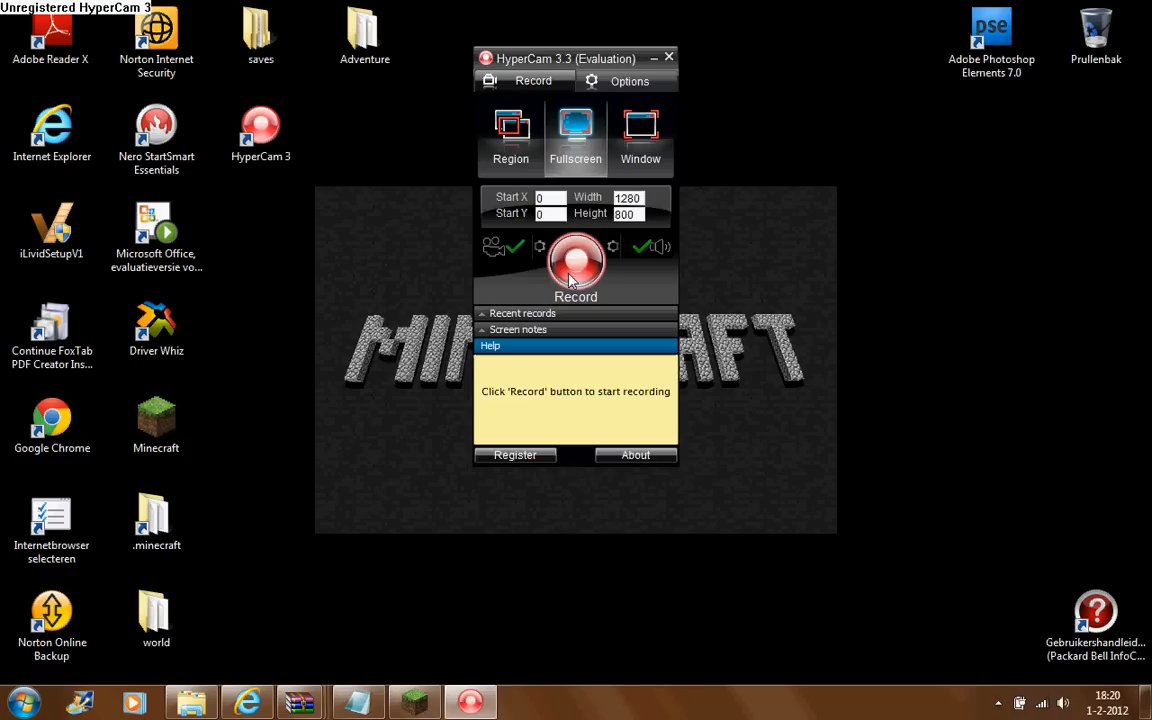 Unregistered HyperCam 3
Adobe Reader X
Norton Internet
Security
saves
Adventure
Adobe Photoshop
Elements 7.0
pse
Prullenbak
HyperCam 3.3 (Evaluation)
Record
Options
Region
Fullscreen
Window
Start X
0
Width
1280
Start Y
0
Height
800
Record
Recent records
Screen notes
Help
Click 'Record' button to start recording
Register
About
Internet Explorer
Nero StartSmart
Essentials
HyperCam 3
iLividSetupV1
Microsoft Office,
evaluatieversie vo...
Continue FoxTab
PDF Creator Ins...
Driver Whiz
Google Chrome
Minecraft
Internetbrowser
selecteren
.minecraft
Norton Online
Backup
world
Gebruikershandleid...
(Packard Bell InfoC...
18:20
1-2-2012